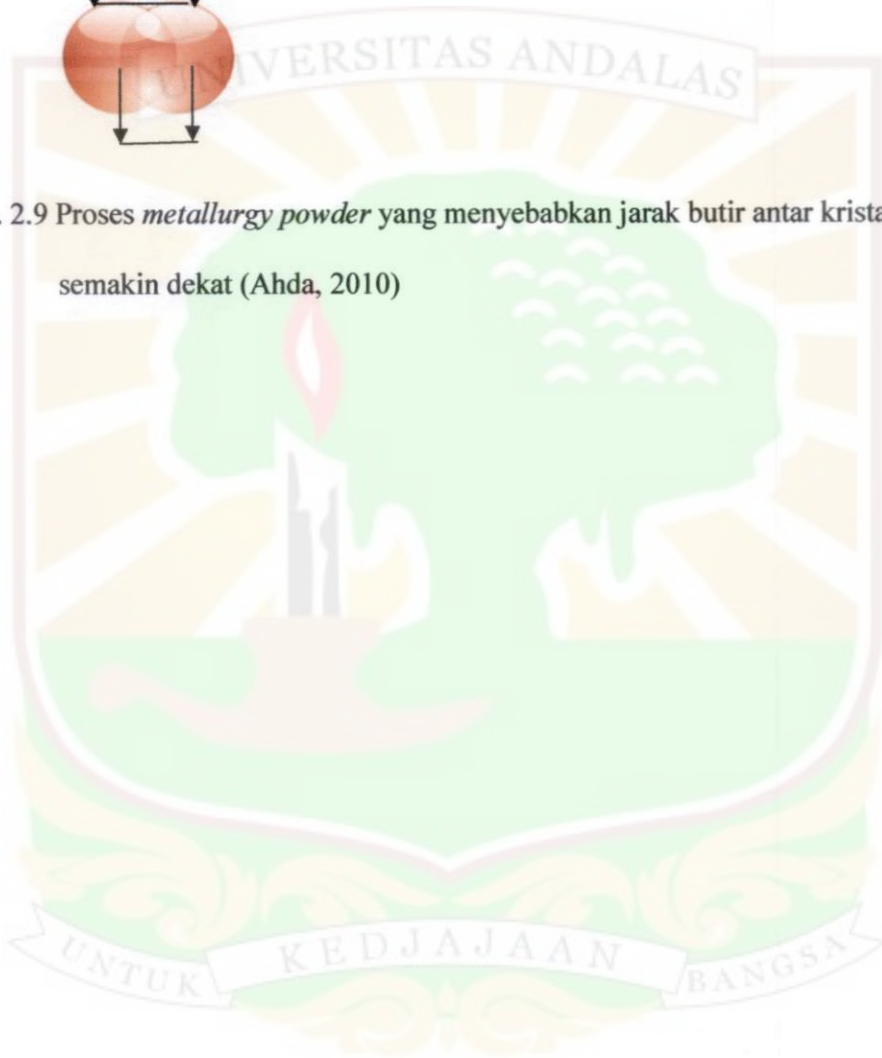 UNIVERSITAS ANDALAS
. 2.9 Proses metallurgy powder yang menyebabkan jarak butir antar krista
semakin dekat (Ahda, 2010)
UNTUK KEDJAJAAN BANGSA